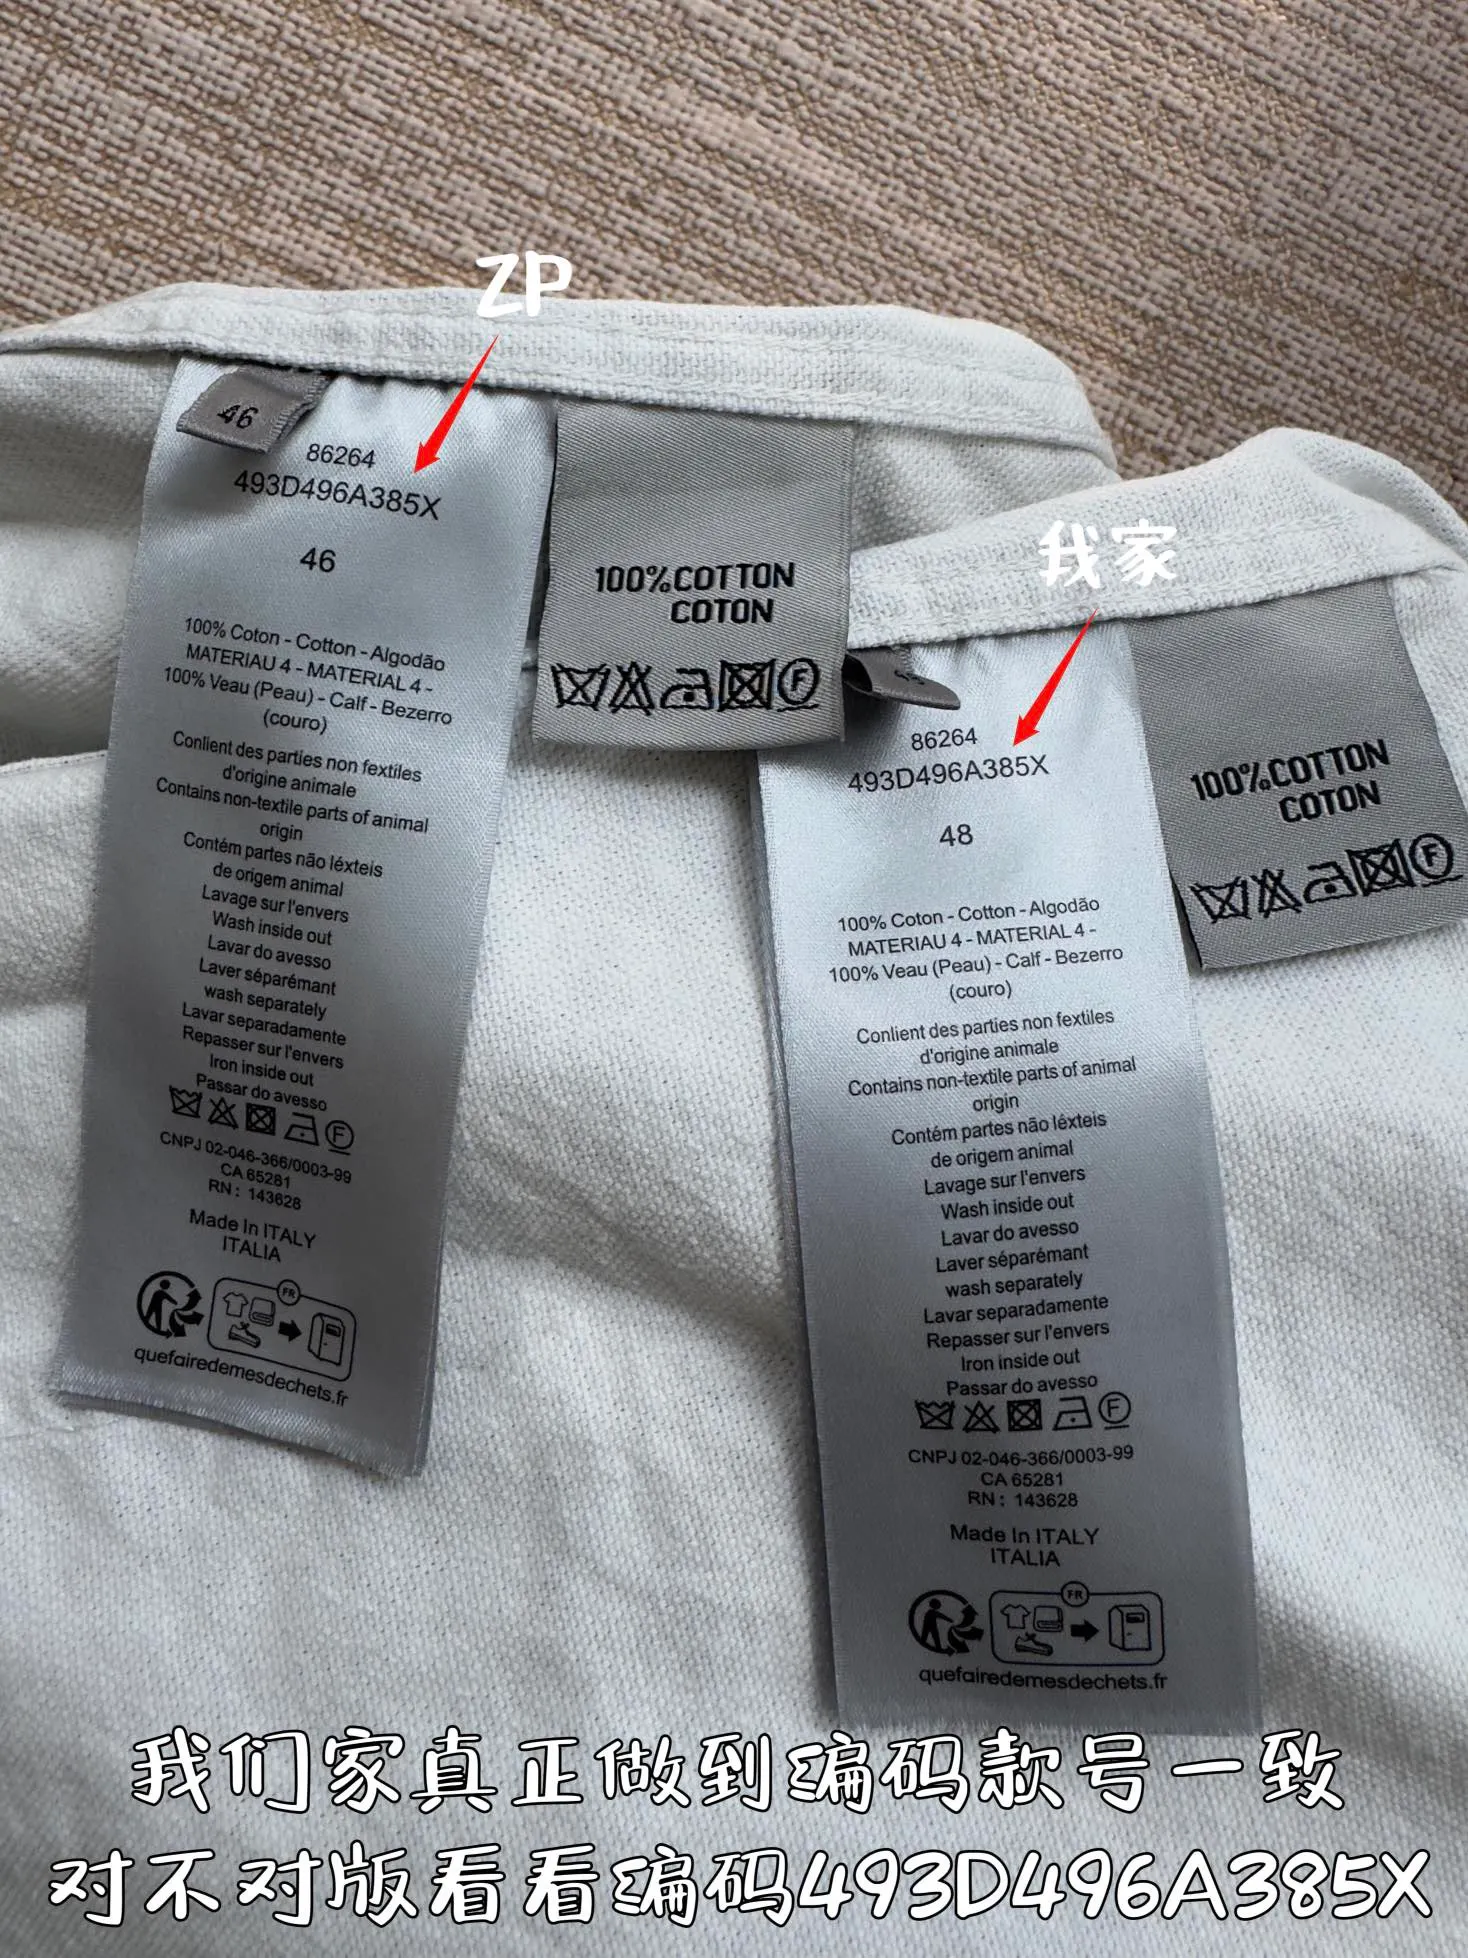 ZP
46
86264
493D496A385X
46
100% Coton - Cotton - Algodão
MATERIAU 4 - MATERIAL 4 -
100% Veau (Peau) - Calf - Bezerro
(couro)
Conlient des parties non fextiles
d'origine animale
Contains non-textile parts of animal
origin
Contém partes não léxteis
de origem animal
Lavage sur l'envers
Wash inside out
Lavar do avesso
Laver séparémant
wash separately
Lavar separadamente
Repasser sur l'envers
Iron inside out
Passar do avesso
F
CNPJ 02-046-366/0003-99
CA 65281
RN: 143628
Made In ITALY
ITALIA
FR
quefairedemesdechets.fr
100%COTTON
COTON
F
我家
86264
493D496A385X
48
100% Coton - Cotton - Algodão
MATERIAU 4 - MATERIAL 4 -
100% Veau (Peau) - Calf - Bezerro
(couro)
Conlient des parties non fextiles
d'origine animale
Contains non-textile parts of animal
origin
Contém partes não léxteis
de origem animal
Lavage sur l'envers
Wash inside out
Lavar do avesso
Laver séparémant
wash separately
Lavar separadamente
Repasser sur l'envers
Iron inside out
Passar do avesso
F
CNPJ 02-046-366/0003-99
CA 65281
RN: 143628
Made In ITALY
ITALIA
FR
quefairedemesdechets.fr
100%COTTON
COTON
F
我们家真正做到编码款号一致
对不对版看看编码493D496A385X